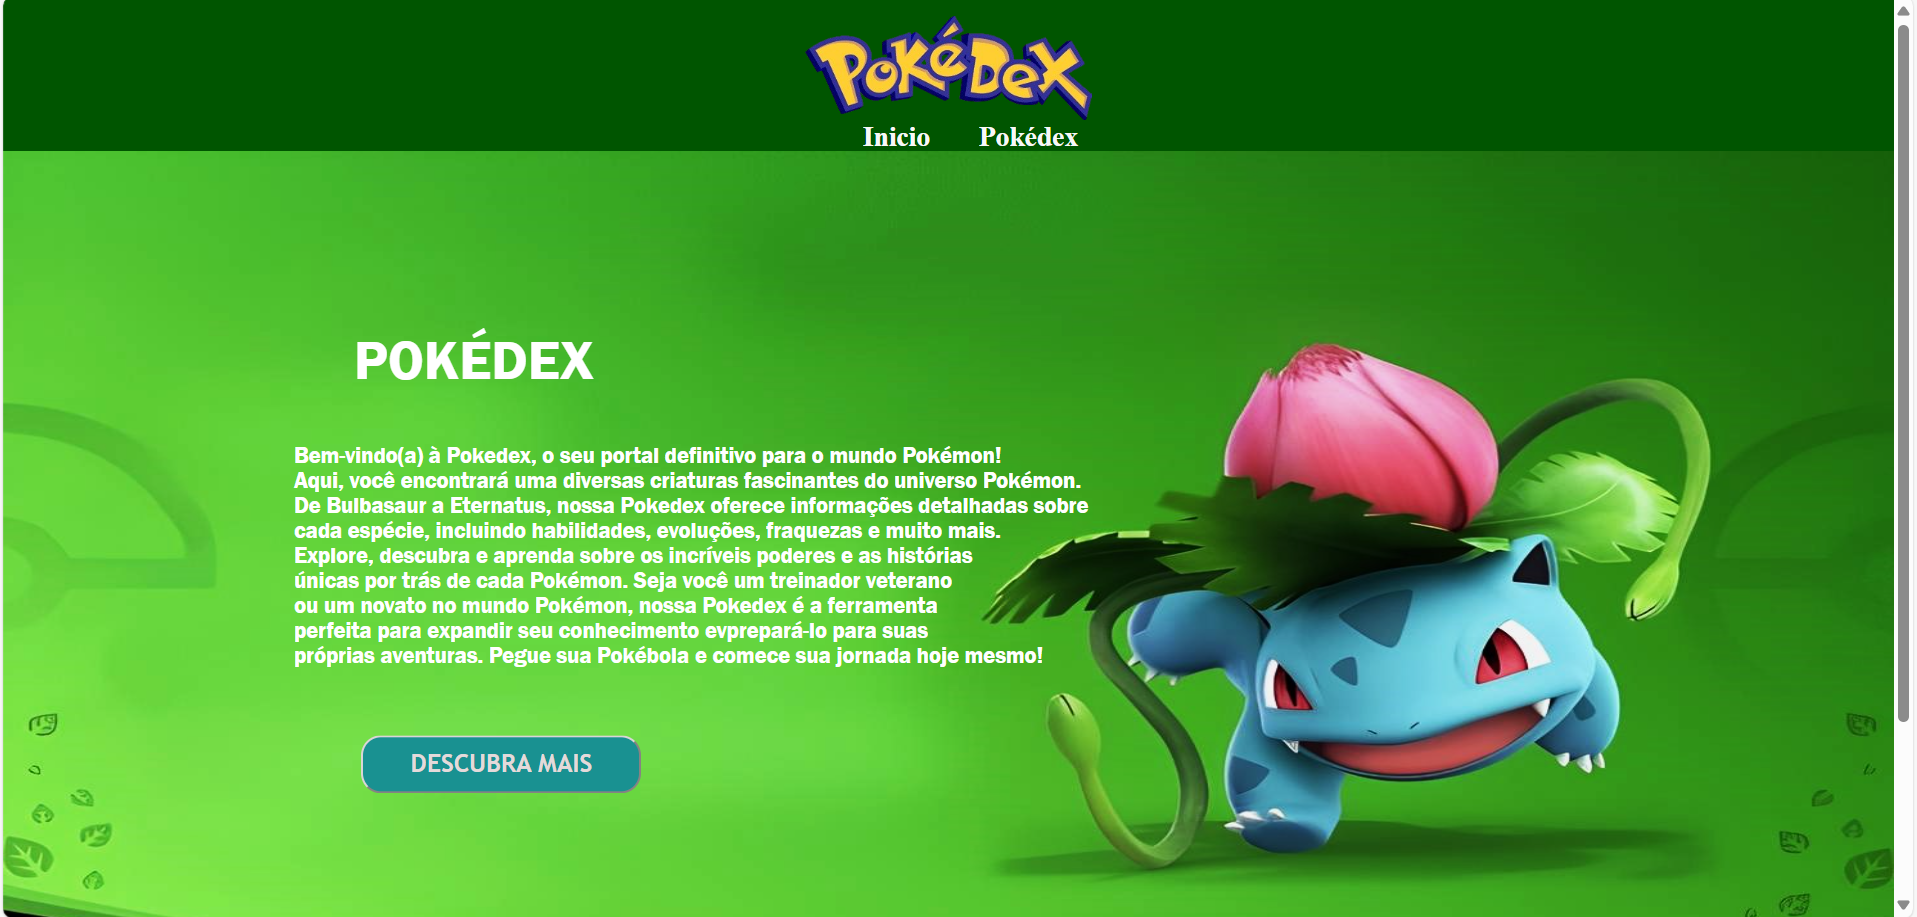 PokéDex
Inicio Pokédex
POKÉDEX
Bem-vindo(a) à Pokedex, o seu portal definitivo para o mundo Pokémon!
Aqui, você encontrará uma diversas criaturas fascinantes do universo Pokémon.
De Bulbasaur a Eternatus, nossa Pokedex oferece informações detalhadas sobre
cada espécie, incluindo habilidades, evoluções, fraquezas e muito mais.
Explore, descubra e aprenda sobre os incríveis poderes e as histórias
únicas por trás de cada Pokémon. Seja você um treinador veterano
ou um novato no mundo Pokémon, nossa Pokedex é a ferramenta
perfeita para expandir seu conhecimento evprepará-lo para suas
próprias aventuras. Pegue sua Pokébola e comece sua jornada hoje mesmo!
DESCUBRA MAIS